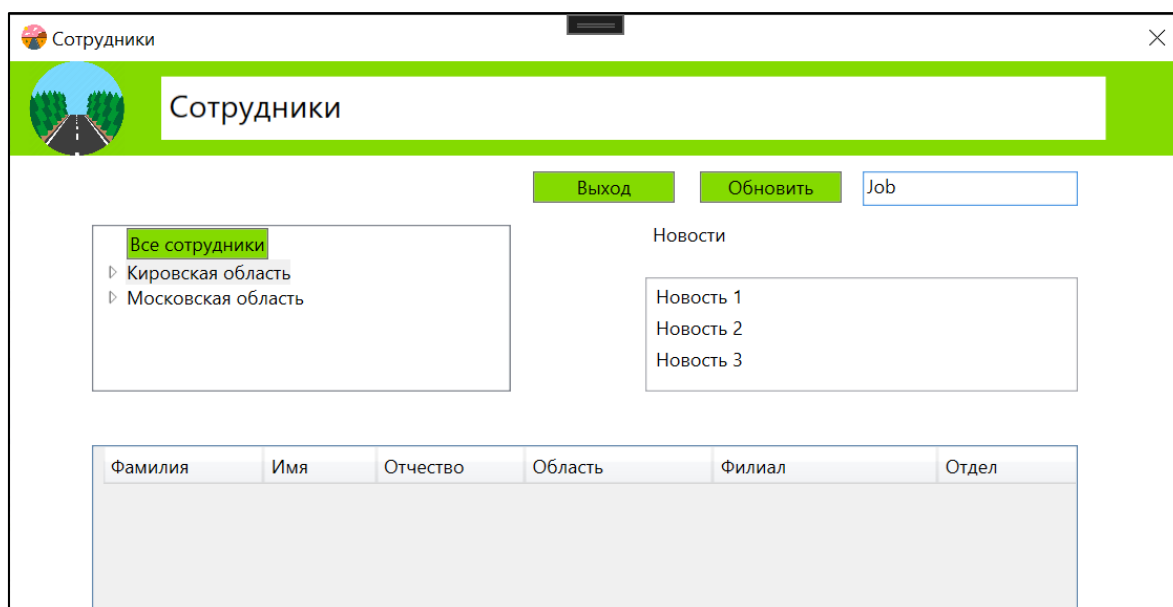 Сотрудники
Сотрудники
Выход Обновить Job
Все сотрудники
Кировская область
Московская область
Новости
Новость 1
Новость 2
Новость 3
Фамилия Имя Отчество Область Филиал Отдел